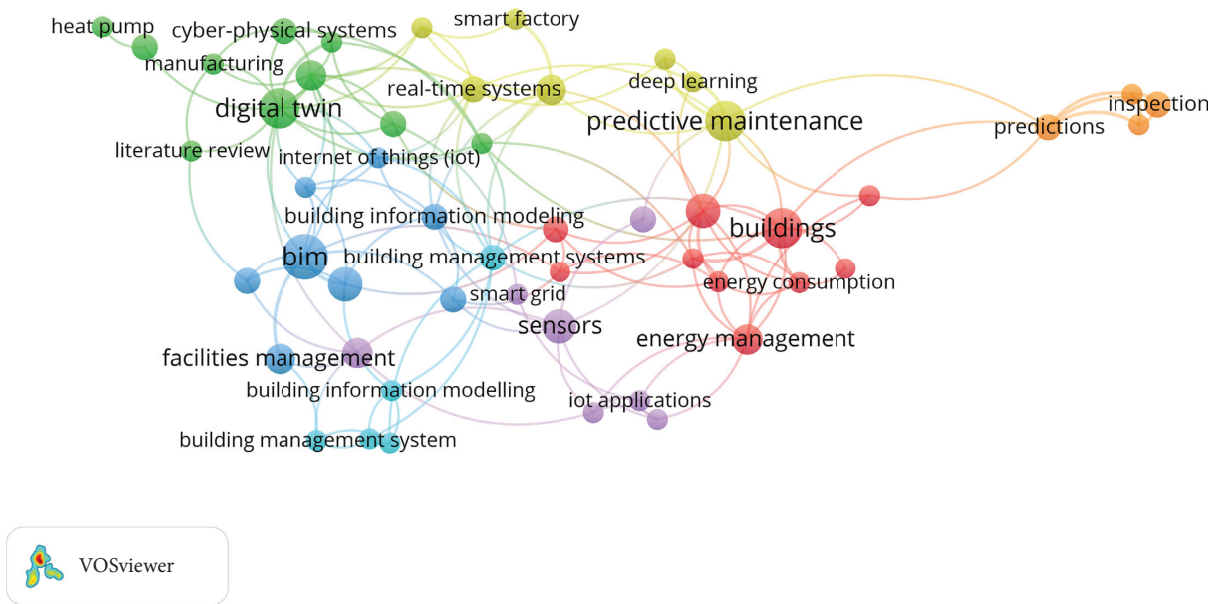 heat pump
cyber-physical systems
smart factory
manufacturing
deep learning
real-time systems
digital twin
predictive maintenance
inspection
predictions
literature review
internet of things (iot)
building information modeling
buildings
bim
building management systems
energy consumption
smart grid
sensors
energy management
facilities management
building information modelling
iot applications
building management system
VOSviewer